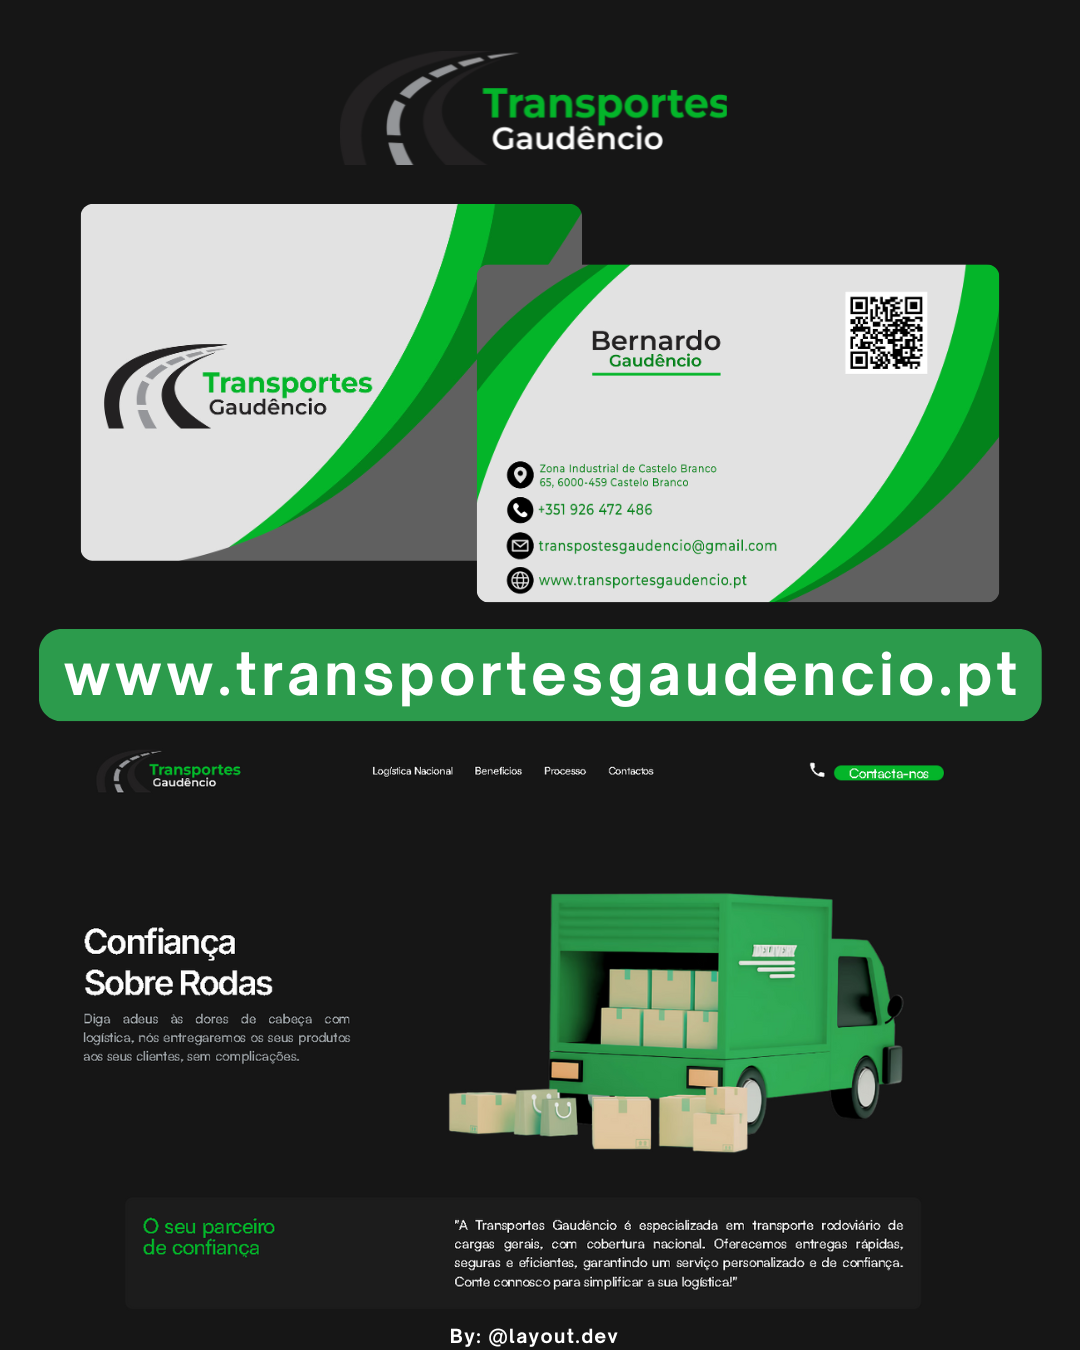 Transportes
Gaudêncio
Transportes
Gaudêncio
Bernardo
Gaudêncio
Zona Industrial de Castelo Branco
65, 6000-459 Castelo Branco
+351 926 472 486
transpostesgaudencio@gmail.com
www.transportesgaudencio.pt
www.transportesgaudencio.pt
Transportes
Gaudêncio
Logística Nacional Benefícios Processo Contactos
Contacta-nos
Confiança
Sobre Rodas
Diga adeus às dores de cabeça com
logística, nós entregaremos os seus produtos
aos seus clientes, sem complicações.
O seu parceiro
de confiança
"A Transportes Gaudêncio é especializada em transporte rodoviário de
cargas gerais, com cobertura nacional. Oferecemos entregas rápidas,
seguras e eficientes, garantindo um serviço personalizado e de confiança.
Conte connosco para simplificar a sua logística!"
By: @layout.dev